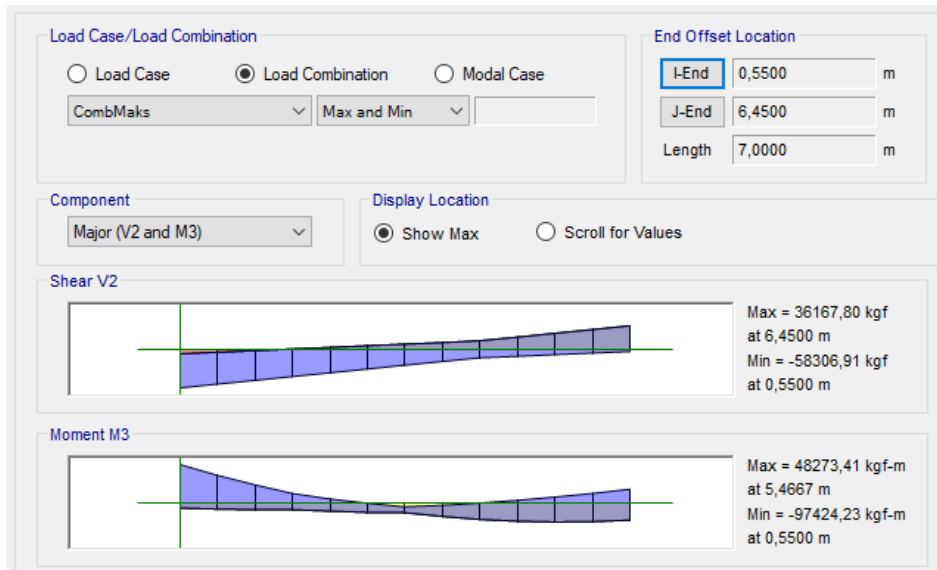 Load Case/Load Combination
Load Case
Load Combination
Modal Case
CombMaks
Max and Min
End Offset Location
I-End
0,5500
m
J-End
6,4500
m
Length
7,0000
m
Component
Major (V2 and M3)
Display Location
Show Max
Scroll for Values
Shear V2
Max = 36167,80 kgf
at 6,4500 m
Min = -58306,91 kgf
at 0,5500 m
Moment M3
Max = 48273,41 kgf-m
at 5,4667 m
Min = -97424,23 kgf-m
at 0,5500 m